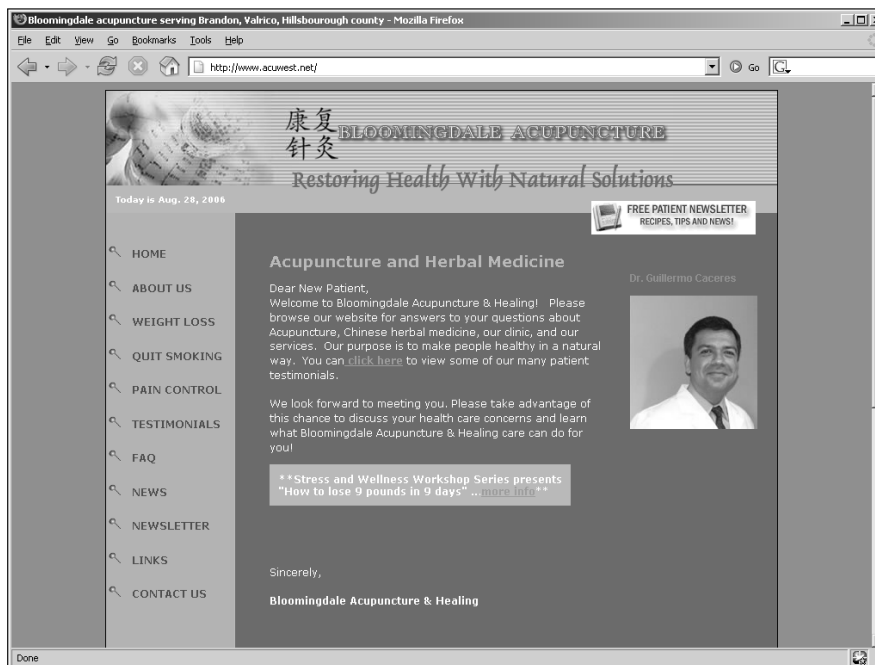 Bloomingdale acupuncture serving Brandon, Valrico, Hillsbourough county - Mozilla Firefox
File Edit View Go Bookmarks Tools Help
http://www.acuwest.net/
Go
G
康复
针灸
BLOOMINGDALE ACUPUNCTURE
Restoring Health With Natural Solutions
Today is Aug. 28, 2006
FREE PATIENT NEWSLETTER
RECIPES, TIPS AND NEWS!
HOME
ABOUT US
WEIGHT LOSS
QUIT SMOKING
PAIN CONTROL
TESTIMONIALS
FAQ
NEWS
NEWSLETTER
LINKS
CONTACT US
Acupuncture and Herbal Medicine
Dear New Patient,
Welcome to Bloomingdale Acupuncture & Healing! Please
browse our website for answers to your questions about
Acupuncture, Chinese herbal medicine, our clinic, and our
services. Our purpose is to make people healthy in a natural
way. You can click here to view some of our many patient
testimonials.
We look forward to meeting you. Please take advantage of
this chance to discuss your health care concerns and learn
what Bloomingdale Acupuncture & Healing care can do for
you!
**Stress and Wellness Workshop Series presents
"How to lose 9 pounds in 9 days" ...more info**
Sincerely,
Bloomingdale Acupuncture & Healing
Dr. Guillermo Caceres
Done